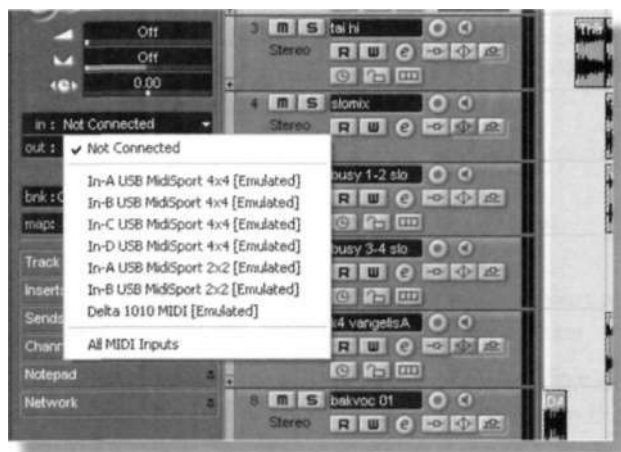 Off
Off
0.00
in : Not Connected
out :
✓ Not Connected
In-A USB MidiSport 4x4 [Emulated]
In-B USB MidiSport 4x4 [Emulated]
In-C USB MidiSport 4x4 [Emulated]
In-D USB MidiSport 4x4 [Emulated]
In-A USB MidiSport 2x2 [Emulated]
In-B USB MidiSport 2x2 [Emulated]
Delta 1010 MIDI [Emulated]
All MIDI Inputs
bnk :
map:
Track
Inserts
Sends
Chann
Notepad
Network
3 m S tai hi
Stereo R W e
4 m S slomix
Stereo R W e
busy 1-2 slo
R W e
busy 3-4 slo
R W e
x4 vangelisA
R W e
8 m S bakvoc 01
Stereo R W e